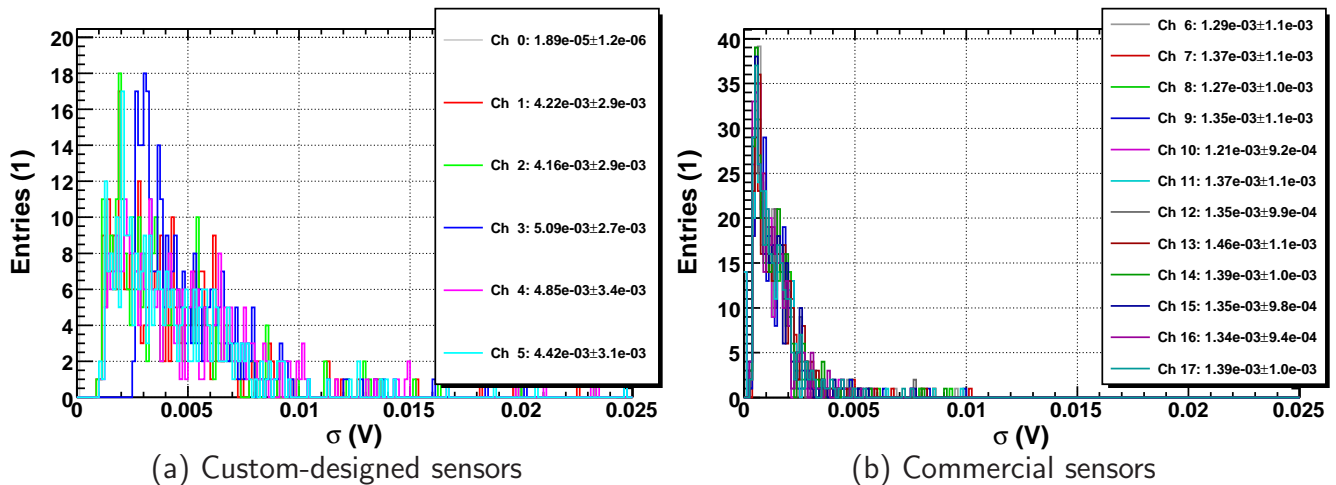 Entries (1)
20
18
16
14
12
10
8
6
4
2
0
0.005
0.01
0.015
0.02
0.025
σ (V)
Ch 0: 1.89e-05±1.2e-06
Ch 1: 4.22e-03±2.9e-03
Ch 2: 4.16e-03±2.9e-03
Ch 3: 5.09e-03±2.7e-03
Ch 4: 4.85e-03±3.4e-03
Ch 5: 4.42e-03±3.1e-03
(a) Custom-designed sensors
Entries (1)
40
35
30
25
20
15
10
5
0
0
0.005
0.01
0.015
0.02
0.025
σ (V)
Ch 6: 1.29e-03±1.1e-03
Ch 7: 1.37e-03±1.1e-03
Ch 8: 1.27e-03±1.0e-03
Ch 9: 1.35e-03±1.1e-03
Ch 10: 1.21e-03±9.2e-04
Ch 11: 1.37e-03±1.1e-03
Ch 12: 1.35e-03±9.9e-04
Ch 13: 1.46e-03±1.1e-03
Ch 14: 1.39e-03±1.0e-03
Ch 15: 1.35e-03±9.8e-04
Ch 16: 1.34e-03±9.4e-04
Ch 17: 1.39e-03±1.0e-03
(b) Commercial sensors